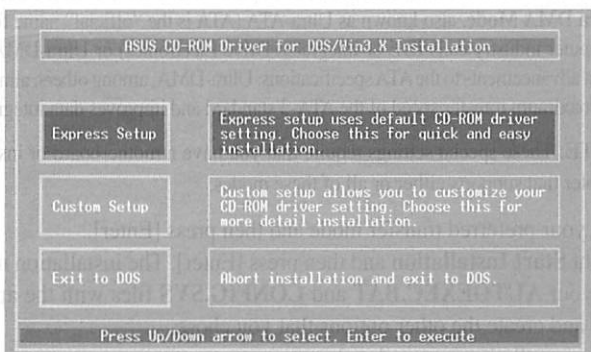 ASUS CD-ROM Driver for DOS/Win3.X Installation
Express Setup
Express setup uses default CD-ROM driver
setting. Choose this for quick and easy
installation.
Custom Setup
Custom setup allows you to customize your
CD-ROM driver setting. Choose this for
more detail installation.
Exit to DOS
Abort installation and exit to DOS.
Press Up/Down arrow to select, Enter to execute